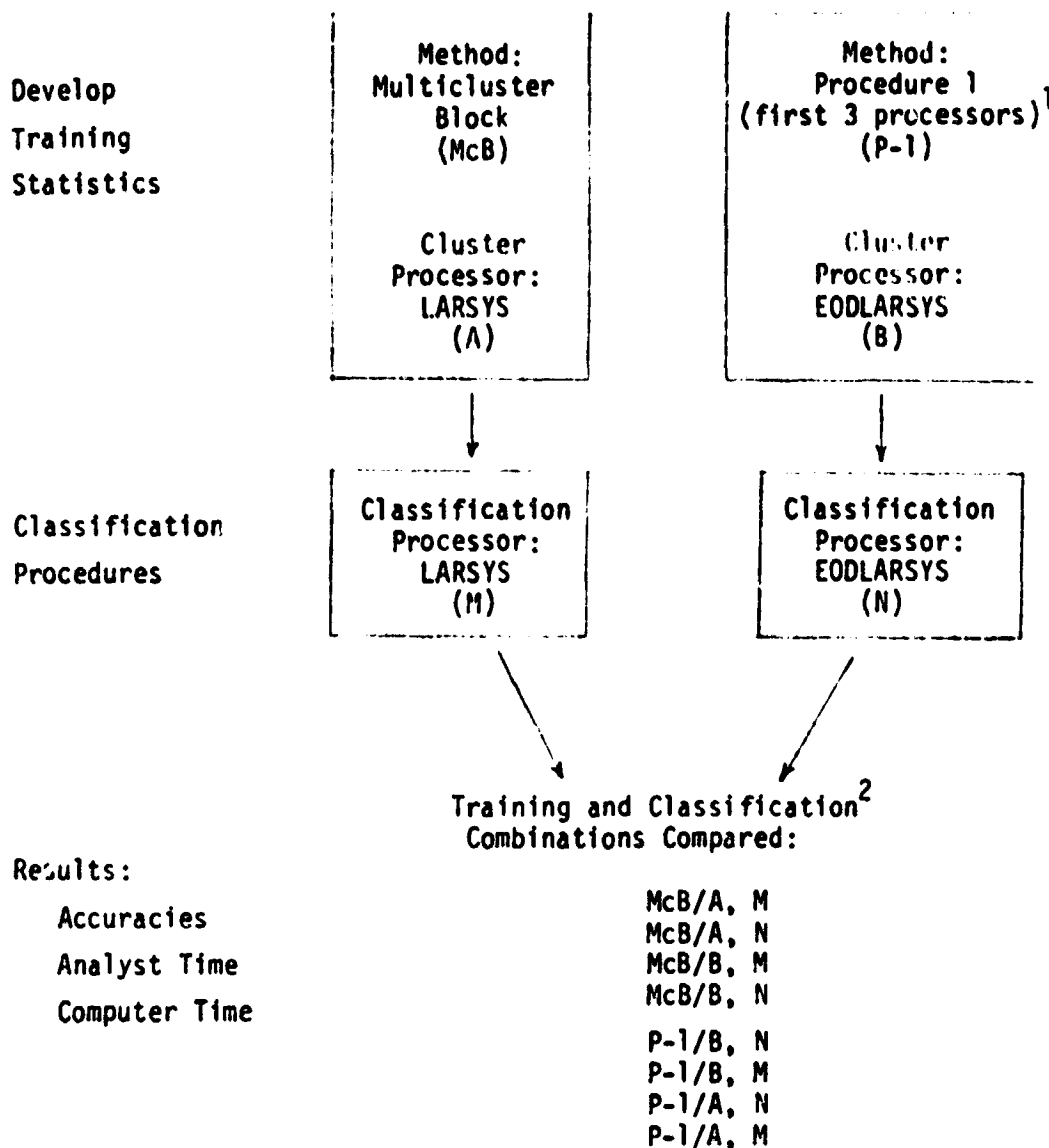 Develop
Training
Statistics
Method:
Multicluster
Block
(McB)
Cluster
Processor:
LARSYS
(A)
Method:
Procedure 1
(first 3 processors)1
(P-1)
Cluster
Processor:
EODLARSYS
(B)
Classification
Procedures
Classification
Processor:
LARSYS
(M)
Classification
Processor:
EODLARSYS
(N)
Training and Classification2
Combinations Compared:
Results:
Accuracies
Analyst Time
Computer Time
McB/A, M
McB/A, N
McB/B, M
McB/B, N
P-1/B, N
P-1/B, M
P-1/A, N
P-1/A, M